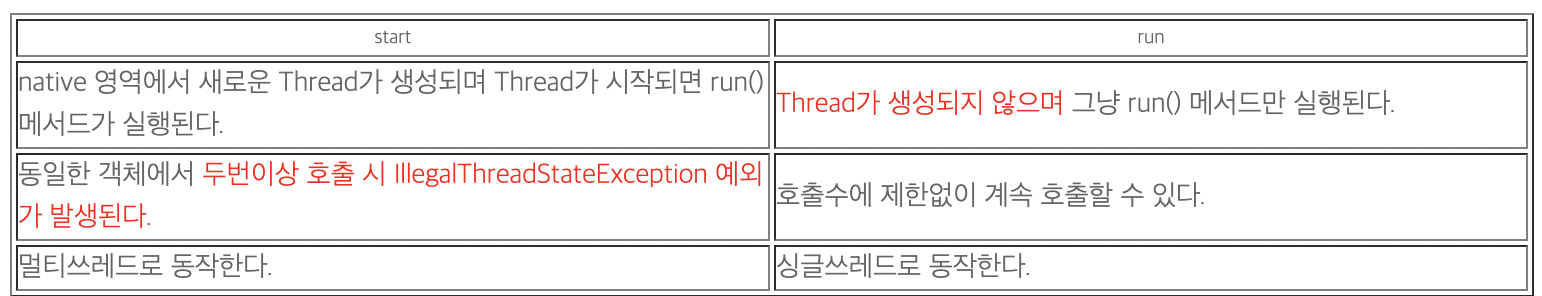 start
run
native 영역에서 새로운 Thread가 생성되며 Thread가 시작되면 run()
메서드가 실행된다.
Thread가 생성되지 않으며 그냥 run() 메서드만 실행된다.
동일한 객체에서 두번이상 호출 시 IllegalThreadStateException 예외
가 발생된다.
호출수에 제한없이 계속 호출할 수 있다.
멀티쓰레드로 동작한다.
싱글쓰레드로 동작한다.